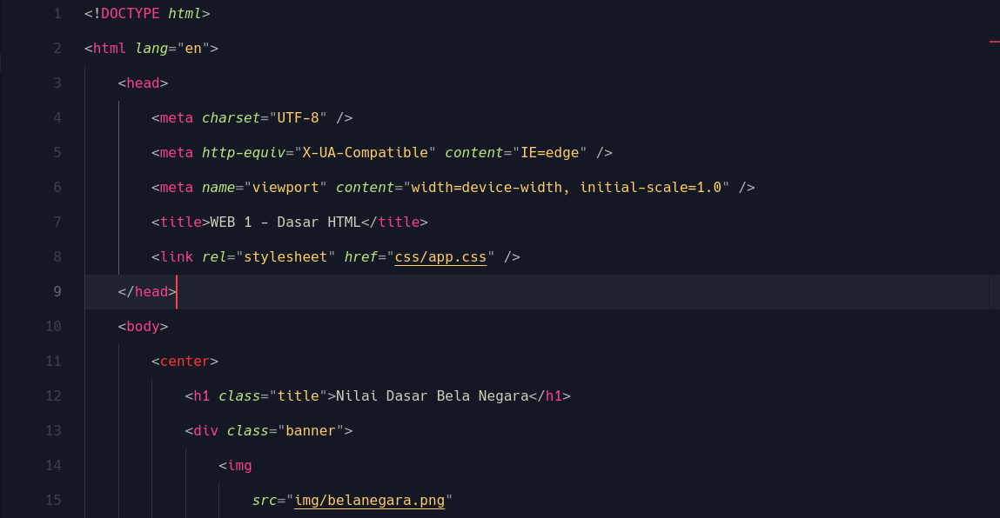 1 <!DOCTYPE html>
2 <html lang="en">
3 <head>
4 <meta charset="UTF-8" />
5 <meta http-equiv="X-UA-Compatible" content="IE=edge" />
6 <meta name="viewport" content="width=device-width, initial-scale=1.0" />
7 <title>WEB 1 - Dasar HTML</title>
8 <link rel="stylesheet" href="css/app.css" />
9 </head>
10 <body>
11 <center>
12 <h1 class="title">Nilai Dasar Bela Negara</h1>
13 <div class="banner">
14 <img
15 src="img/belanegara.png"